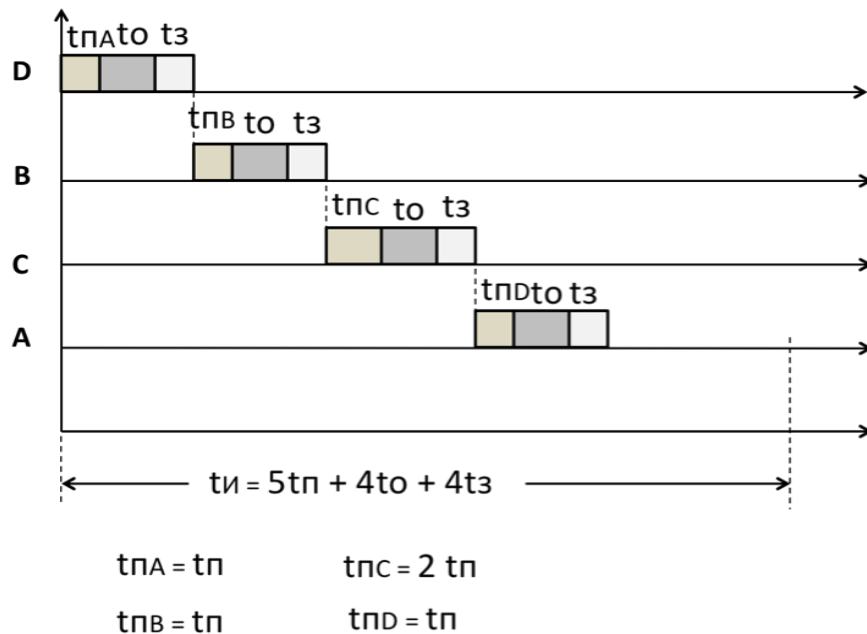 tпA to tз
D
tпB to tз
B
tпC to tз
C
tпD to tз
A
tИ = 5tп + 4to + 4tз
tпA = tп tпC = 2 tп
tпB = tп tпD = tп